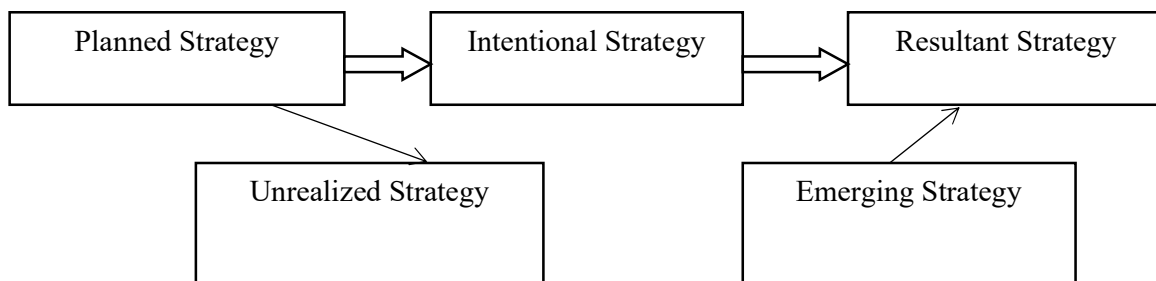 Planned Strategy
Intentional Strategy
Resultant Strategy
Unrealized Strategy
Emerging Strategy